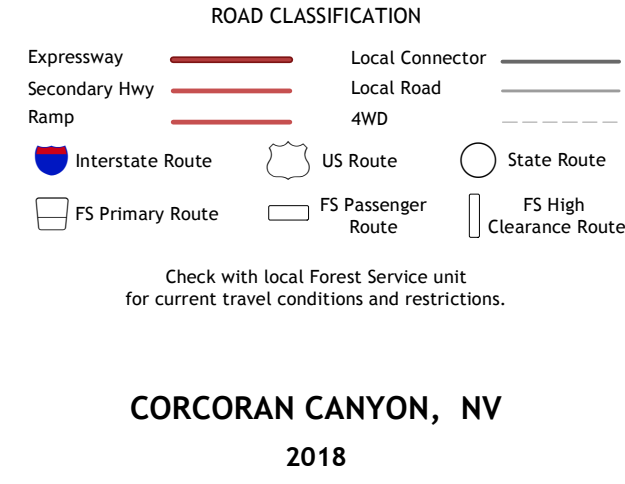 ROAD CLASSIFICATION
Expressway
Local Connector
Secondary Hwy
Local Road
Ramp
4WD
Interstate Route
US Route
State Route
FS Primary Route
FS Passenger
Route
FS High
Clearance Route
Check with local Forest Service unit
for current travel conditions and restrictions.
CORCORAN CANYON, NV
2018